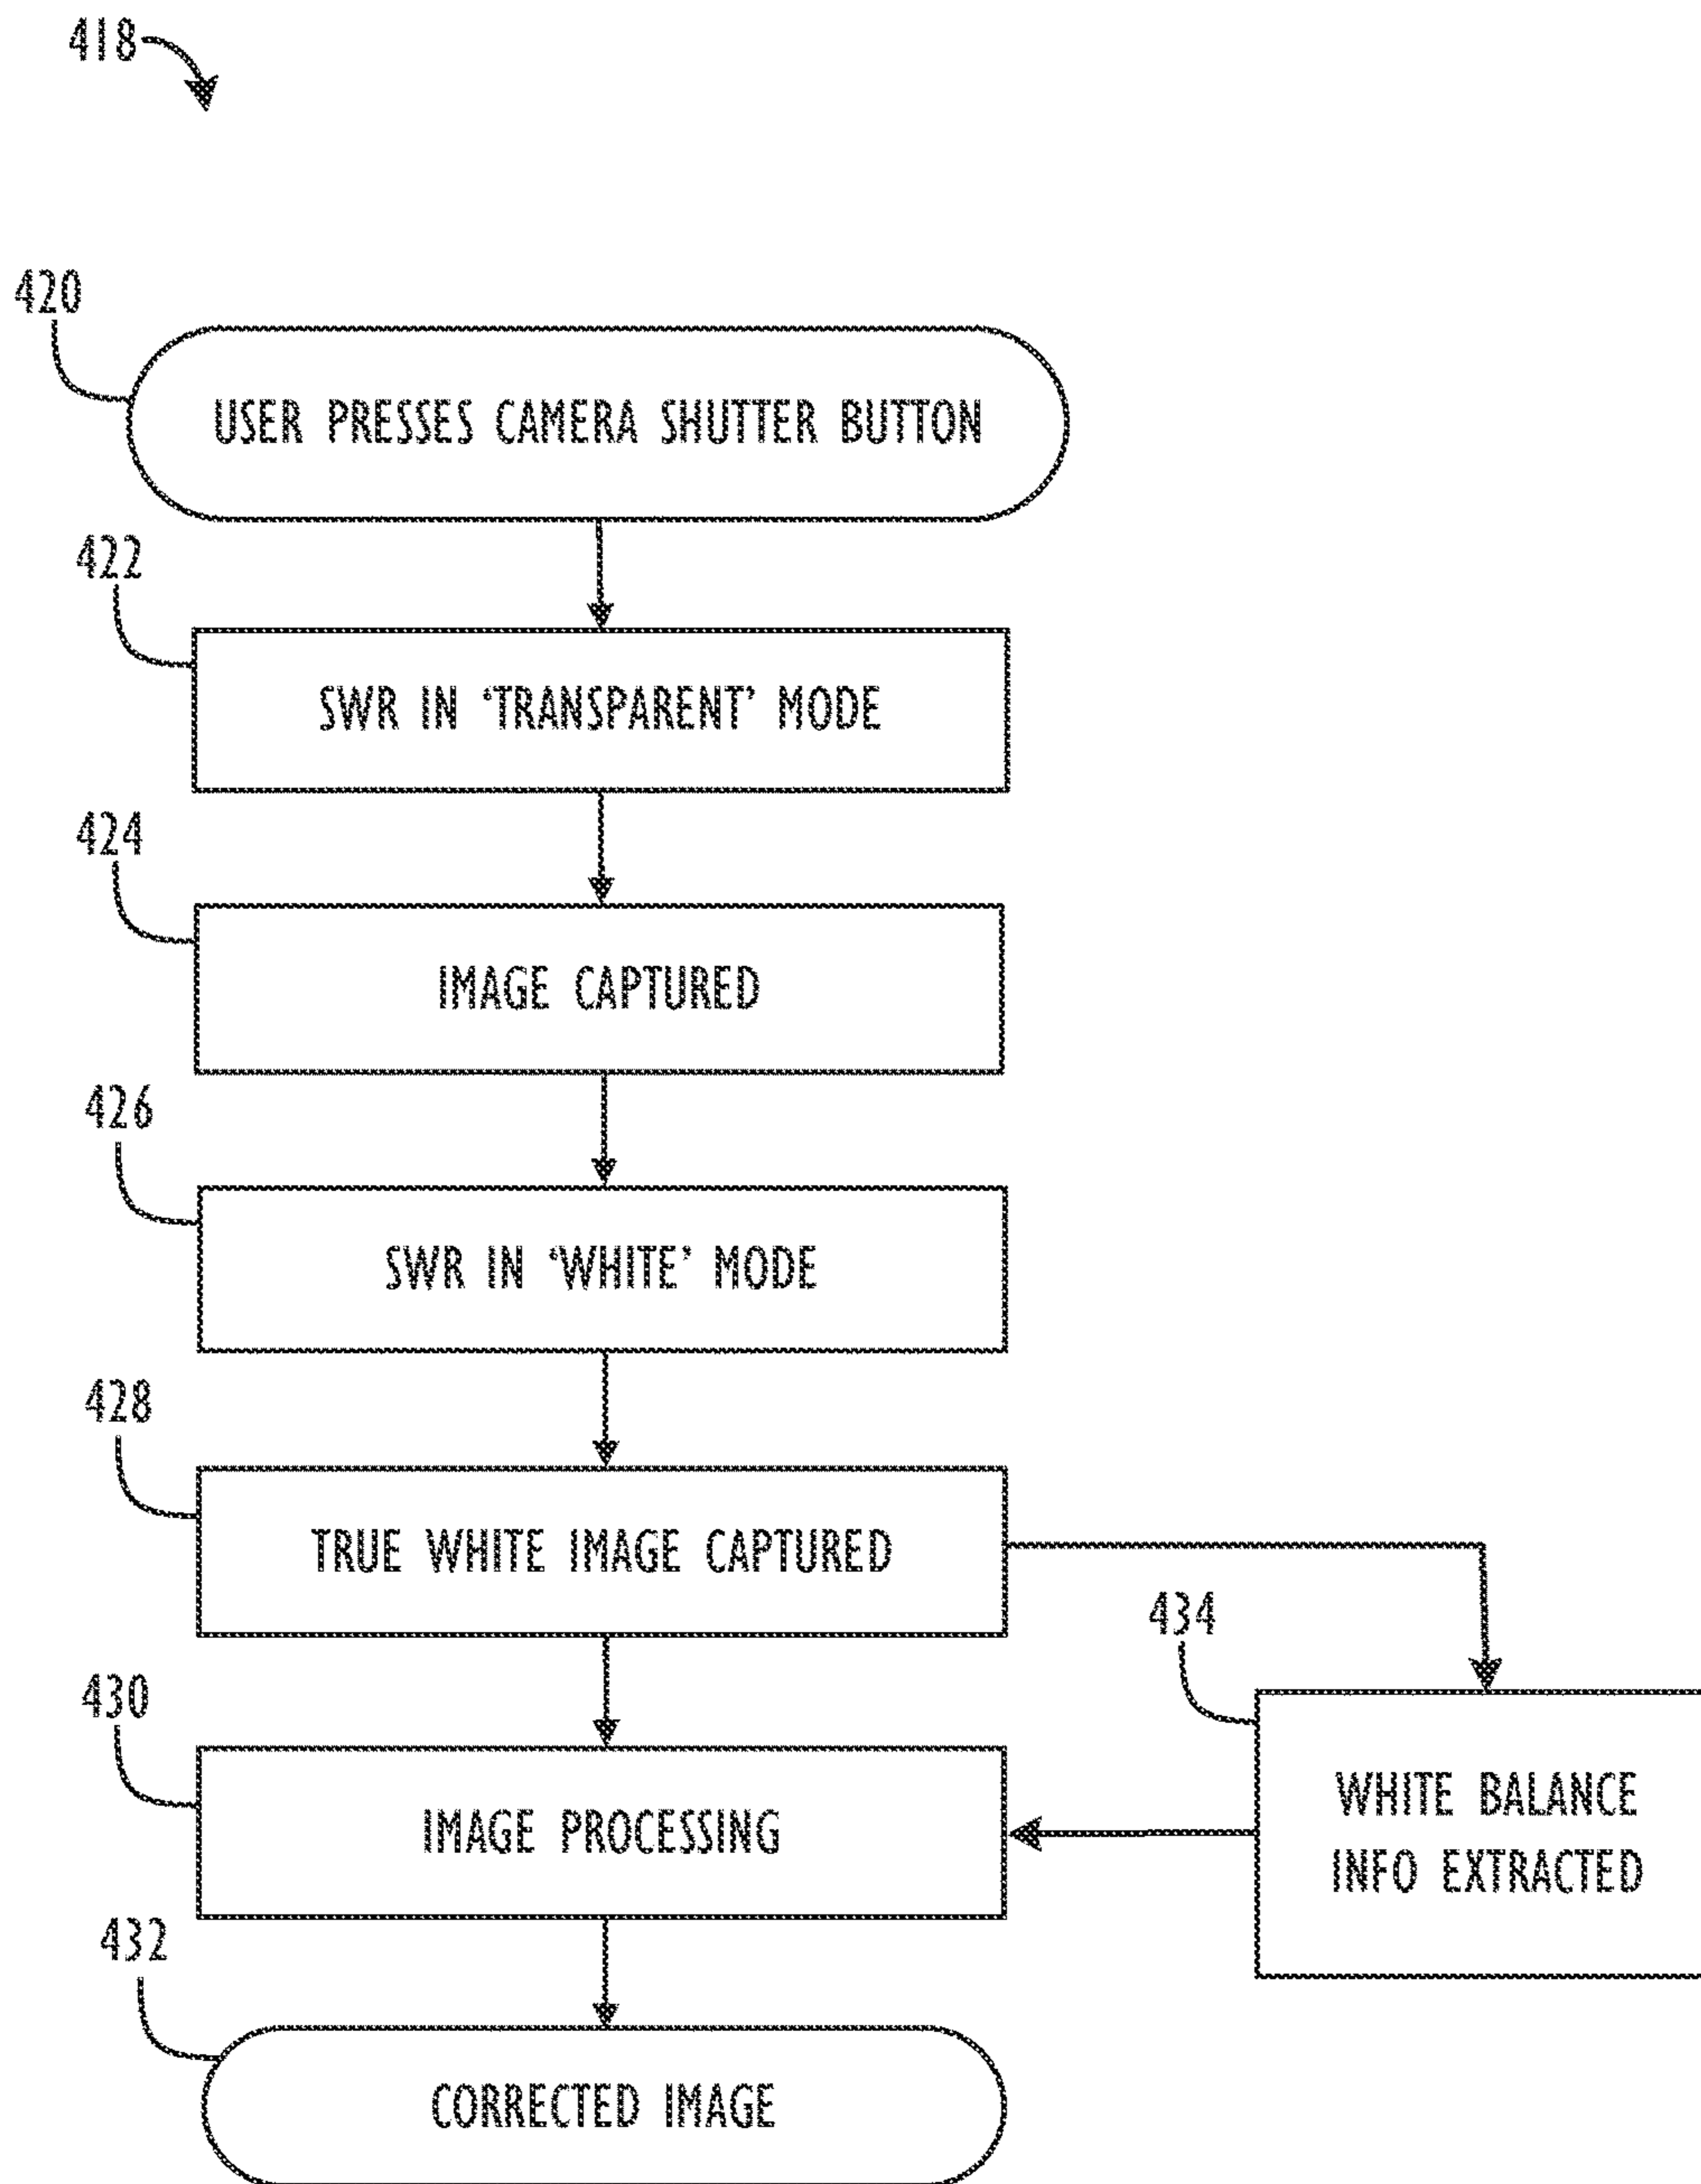 418
420
USER PRESSES CAMERA SHUTTER BUTTON
422
SWR IN ‘TRANSPARENT’ MODE
424
IMAGE CAPTURED
426
SWR IN ‘WHITE’ MODE
428
TRUE WHITE IMAGE CAPTURED
434
430
WHITE BALANCE
INFO EXTRACTED
IMAGE PROCESSING
432
CORRECTED IMAGE